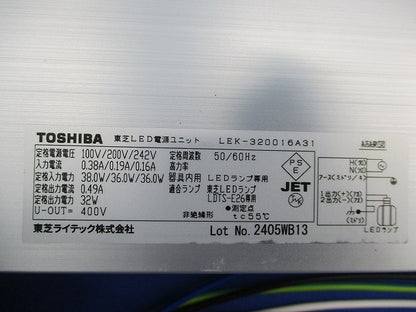 TOSHIBA 東芝LED電源ユニット LEK-320016A31
定格電源電圧 100V/200V/242V 定格周波数 50/60Hz
入力電流 0.38A/0.19A/0.16A 高力率
定格入力電力 38.0W/36.0W/36.0W 器具内用 LEDランプ専用
定格出力電流 0.49A 適合ランプ 東芝LEDランプ
定格出力電力 32W LDTS-E26専用
U-OUT= 400V ●測定点
非絶縁形 tc55℃
東芝ライテック株式会社 Lot No. 2405WB13
PS
E
JET
LEDランプ